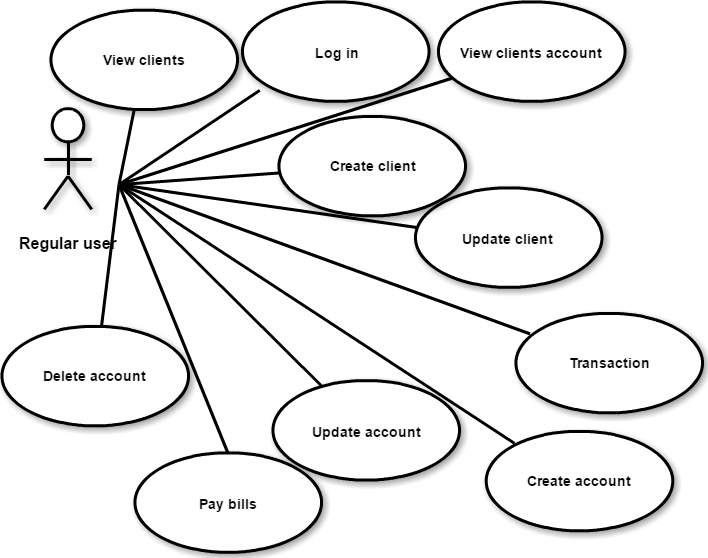 View clients
Log in
View clients account
Create client
Regular user
Update client
Transaction
Delete account
Update account
Create account
Pay bills